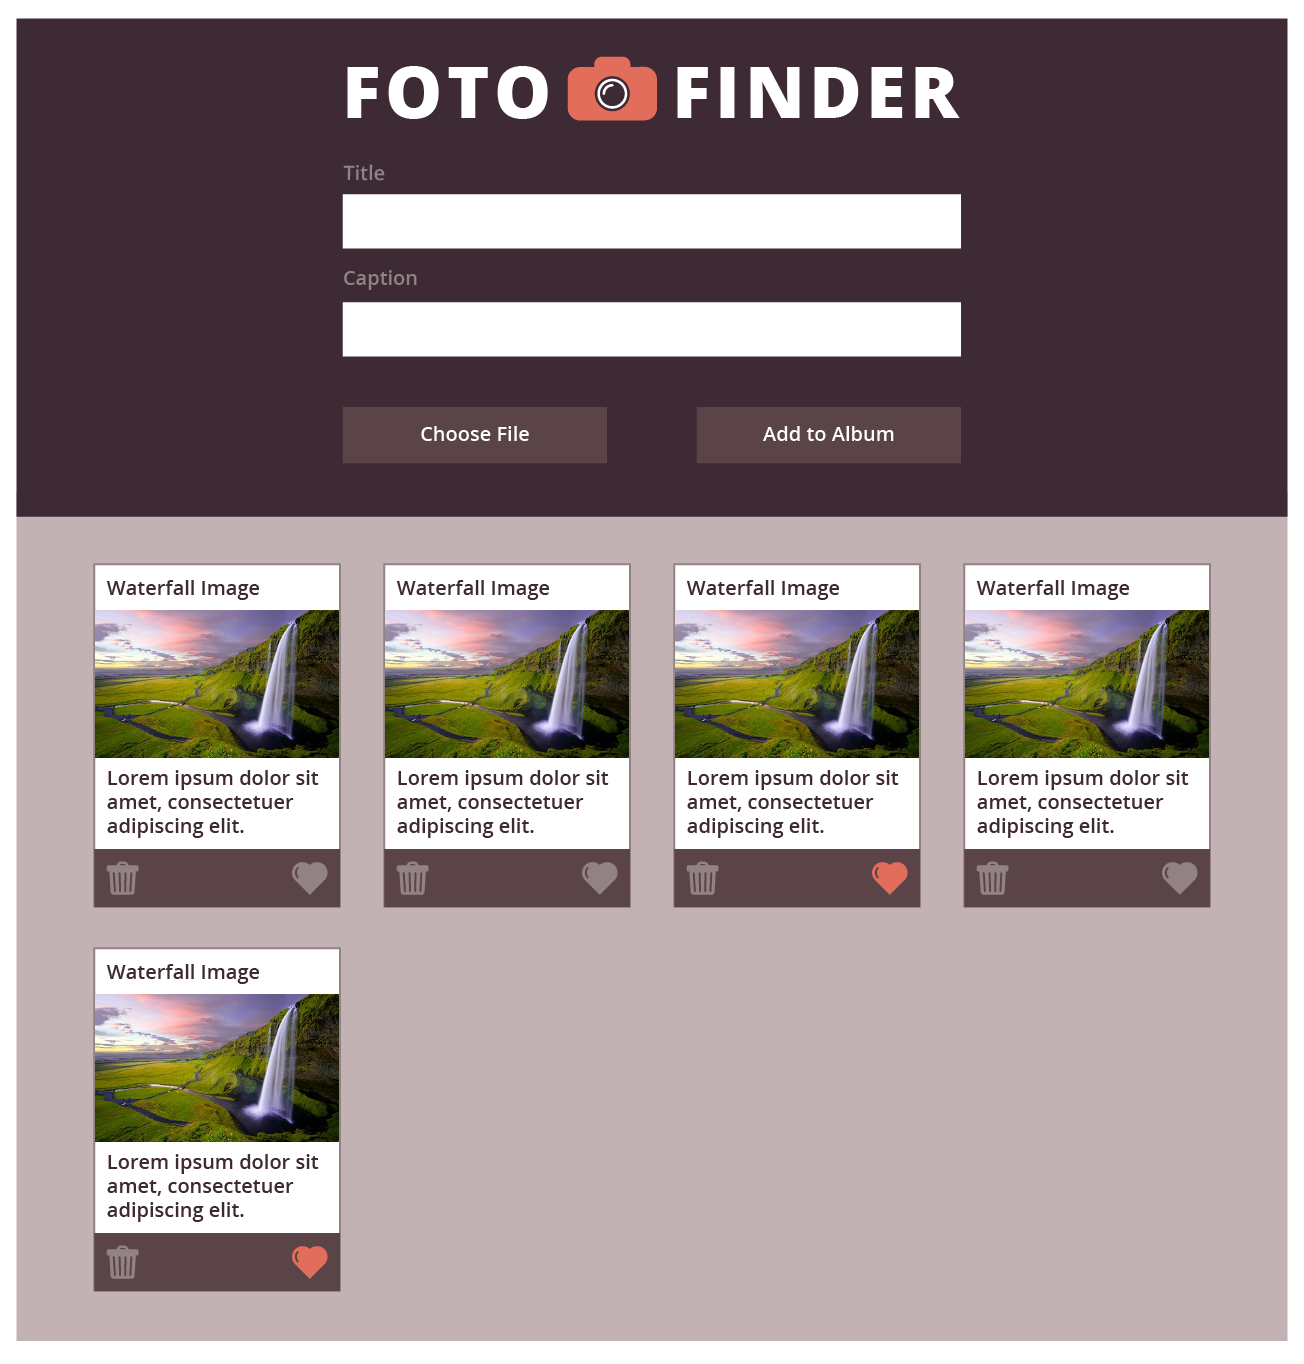 FOTO FINDER
Title
Caption
Choose File
Add to Album
Waterfall Image
Lorem ipsum dolor sit
amet, consectetuer
adipiscing elit.
Waterfall Image
Lorem ipsum dolor sit
amet, consectetuer
adipiscing elit.
Waterfall Image
Lorem ipsum dolor sit
amet, consectetuer
adipiscing elit.
Waterfall Image
Lorem ipsum dolor sit
amet, consectetuer
adipiscing elit.
Waterfall Image
Lorem ipsum dolor sit
amet, consectetuer
adipiscing elit.